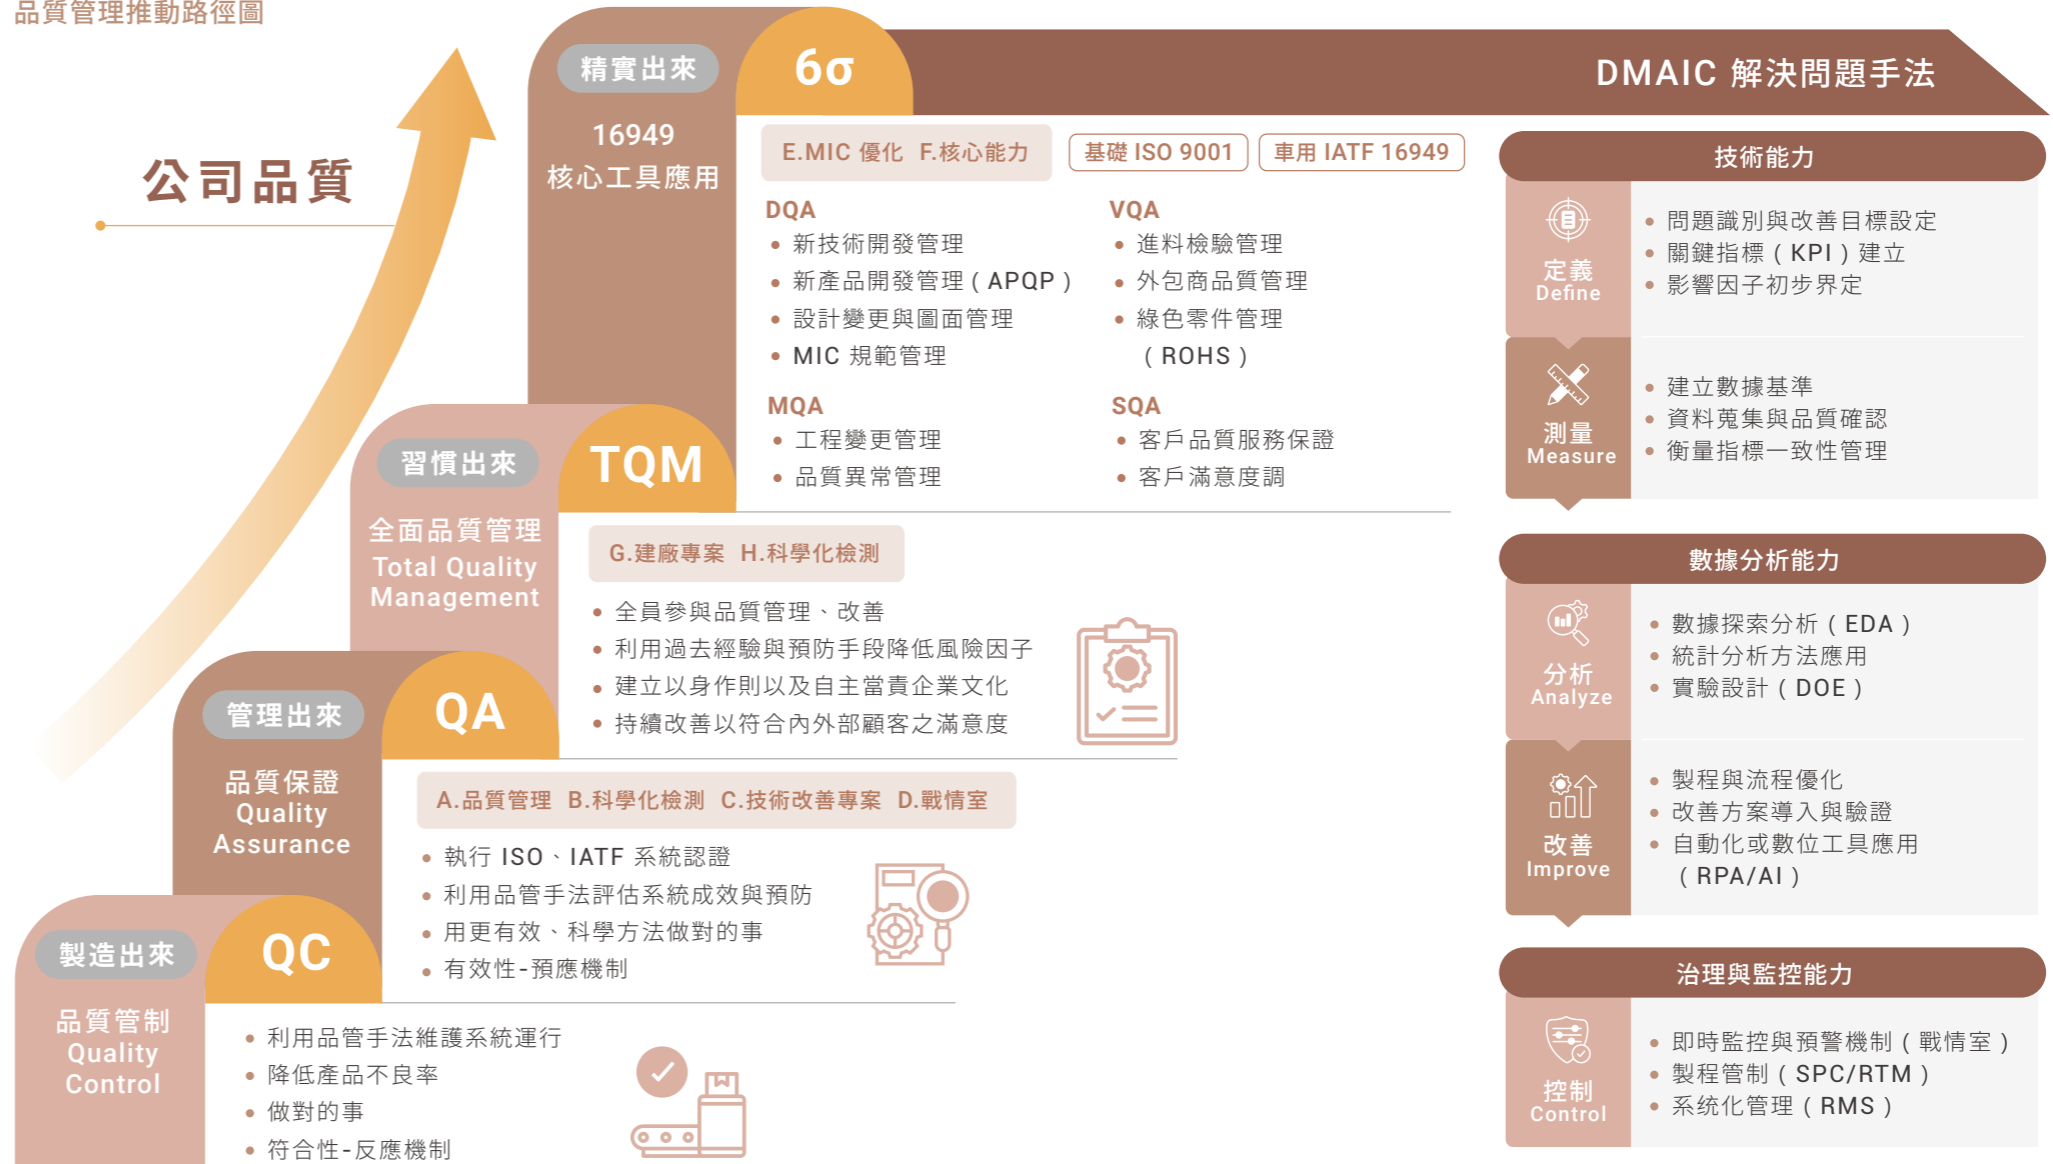 品質管理推動路徑圖
公司品質
精實出來
16949
核心工具應用
6σ
DMAIC 解決問題手法
E.MIC 優化 F.核心能力
基礎 ISO 9001
車用 IATF 16949
DQA
• 新技術開發管理
• 新產品開發管理（APQP）
• 設計變更與圖面管理
• MIC 規範管理
VQA
• 進料檢驗管理
• 外包商品質管理
• 綠色零件管理
（ROHS）
MQA
• 工程變更管理
• 品質異常管理
SQA
• 客戶品質服務保證
• 客戶滿意度調
習慣出來
全面品質管理
Total Quality
Management
TQM
G.建廠專案 H.科學化檢測
• 全員參與品質管理、改善
• 利用過去經驗與預防手段降低風險因子
• 建立以身作則以及自主當責企業文化
• 持續改善以符合內外部顧客之滿意度
管理出來
品質保證
Quality
Assurance
QA
A.品質管理 B.科學化檢測 C.技術改善專案 D.戰情室
• 執行 ISO、IATF 系統認證
• 利用品管手法評估系統成效與預防
• 用更有效、科學方法做對的事
• 有效性-預應機制
製造出來
品質管制
Quality
Control
QC
• 利用品管手法維護系統運行
• 降低產品不良率
• 做對的事
• 符合性-反應機制
技術能力
定義
Define
• 問題識別與改善目標設定
• 關鍵指標（KPI）建立
• 影響因子初步界定
測量
Measure
• 建立數據基準
• 資料蒐集與品質確認
• 衡量指標一致性管理
數據分析能力
分析
Analyze
• 數據探索分析（EDA）
• 統計分析方法應用
• 實驗設計（DOE）
改善
Improve
• 製程與流程優化
• 改善方案導入與驗證
• 自動化或數位工具應用
（RPA/AI）
治理與監控能力
控制
Control
• 即時監控與預警機制（戰情室）
• 製程管制（SPC/RTM）
• 系统化管理（RMS）